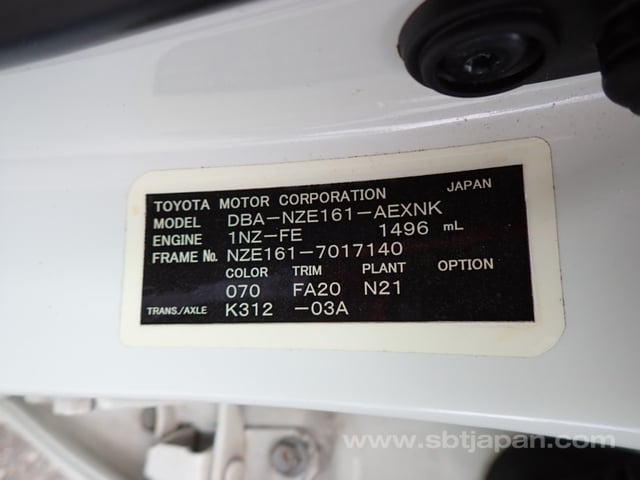 TOYOTA MOTOR CORPORATION JAPAN
MODEL DBA-NZE161-AEXNK
ENGINE 1NZ-FE 1496 mL
FRAME No. NZE161-7017140
COLOR TRIM PLANT OPTION
070 FA20 N21
TRANS./AXLE K312 -03A
www.sbtjapan.com